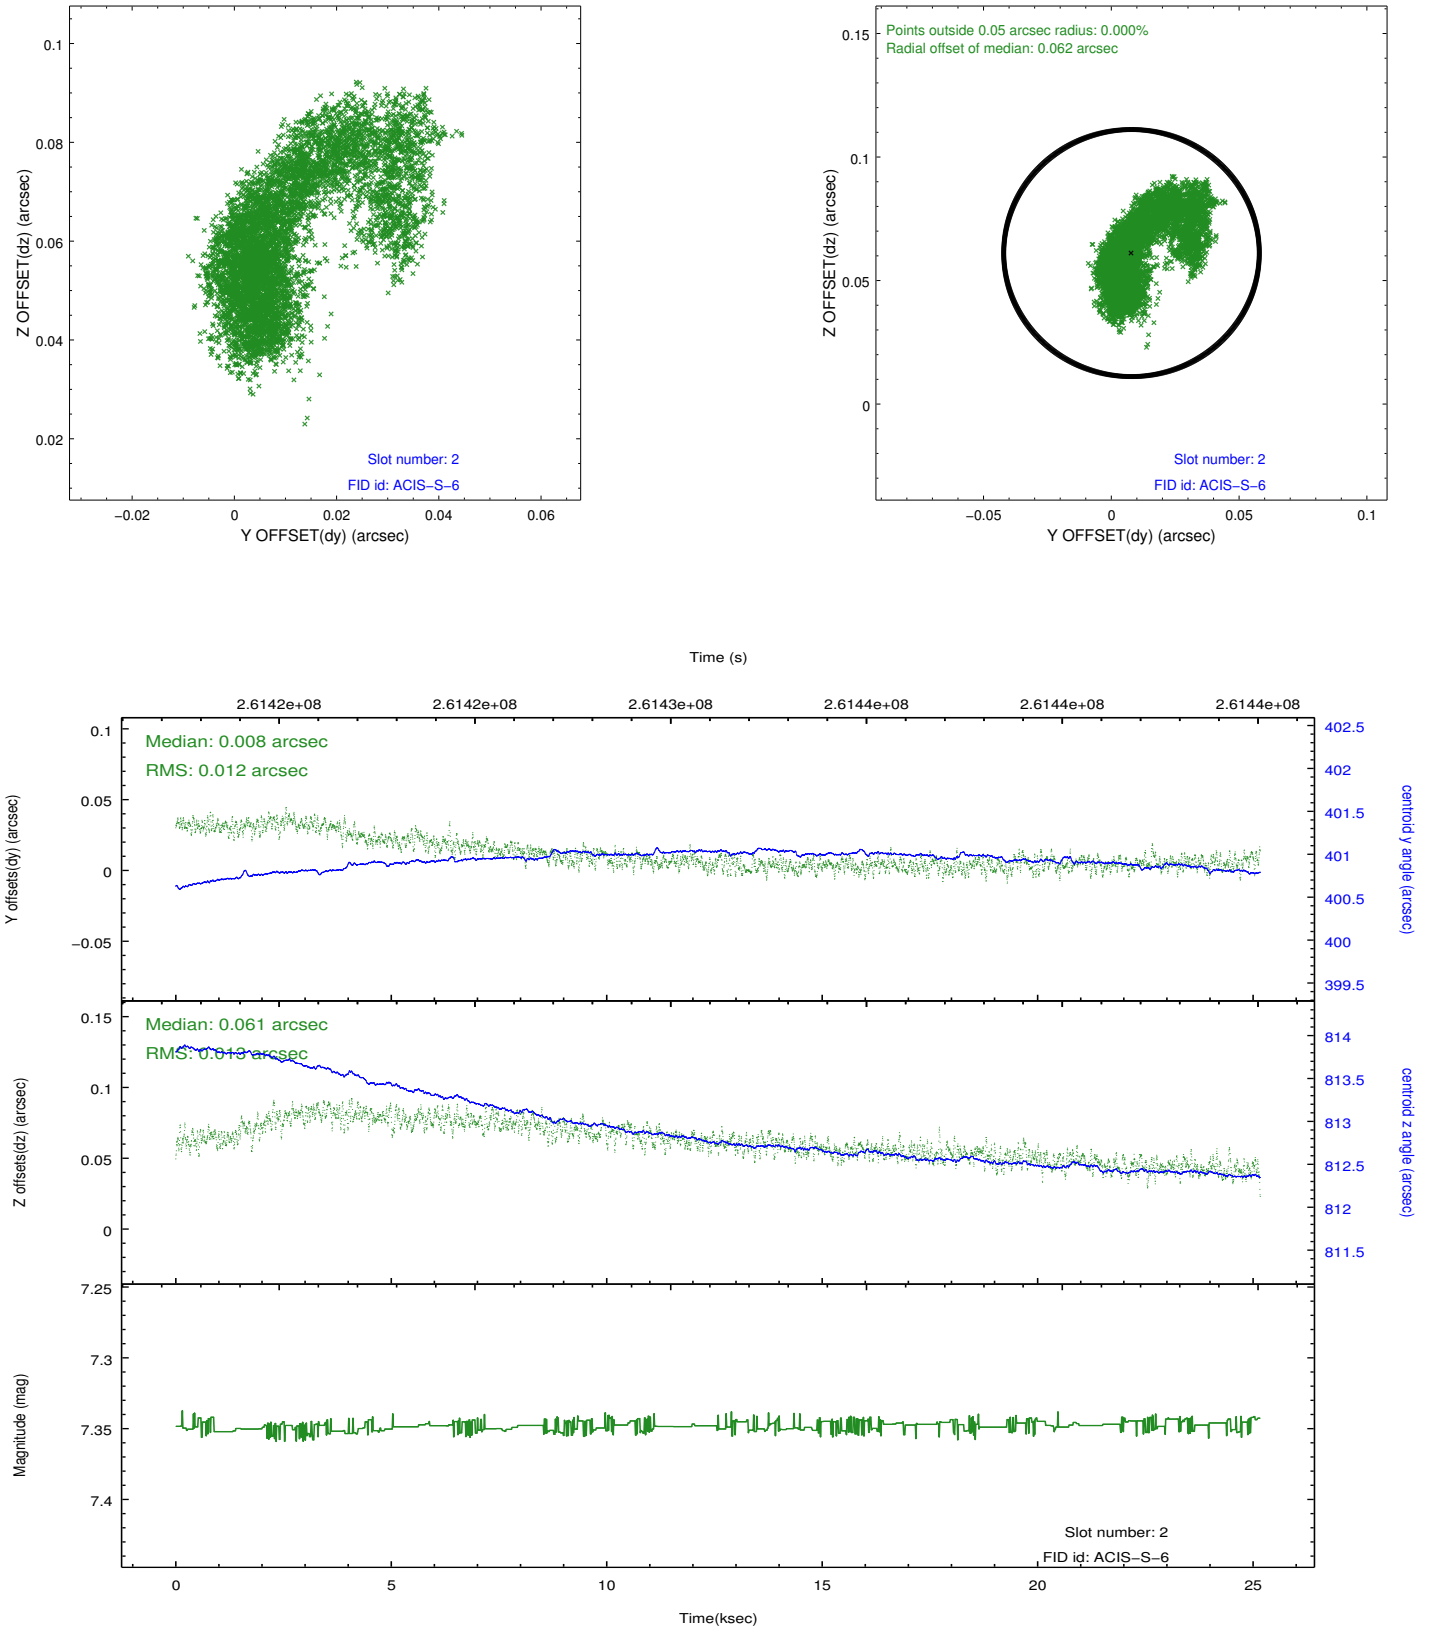 0.1
0.08
0.06
0.04
0.02
Z OFFSET(dz) (arcsec)
Slot number: 2
FID id: ACIS−S−6
−0.02 0 0.02 0.04 0.06
Y OFFSET(dy) (arcsec)
Points outside 0.05 arcsec radius: 0.000%
Radial offset of median: 0.062 arcsec
0.15
0.1
0.05
0
Z OFFSET(dz) (arcsec)
Slot number: 2
FID id: ACIS−S−6
−0.05 0 0.05 0.1
Y OFFSET(dy) (arcsec)
Time (s)
2.6142e+08 2.6142e+08 2.6143e+08 2.6144e+08 2.6144e+08 2.6144e+08
Median: 0.008 arcsec
RMS: 0.012 arcsec
0.1
0.05
0
−0.05
Y offsets(dy) (arcsec)
402.5
402
401.5
401
400.5
400
399.5
centroid y angle (arcsec)
Median: 0.061 arcsec
RMS: 0.013 arcsec
0.15
0.1
0.05
0
Z offsets(dz) (arcsec)
814
813.5
813
812.5
812
811.5
centroid z angle (arcsec)
7.25
7.3
7.35
7.4
Magnitude (mag)
Slot number: 2
FID id: ACIS−S−6
0 5 10 15 20 25
Time(ksec)